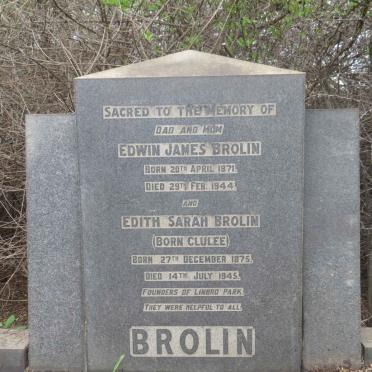 SACRED TO THE MEMORY OF
DAD AND MOM
EDWIN JAMES BROLIN
BORN 20TH APRIL 1871.
DIED 29TH FEB. 1944.
AND
EDITH SARAH BROLIN
(BORN CLULEE)
BORN 27TH DECEMBER 1875.
DIED 14TH JULY 1945.
FOUNDERS OF LINBRO PARK.
THEY WERE HELPFUL TO ALL.
BROLIN